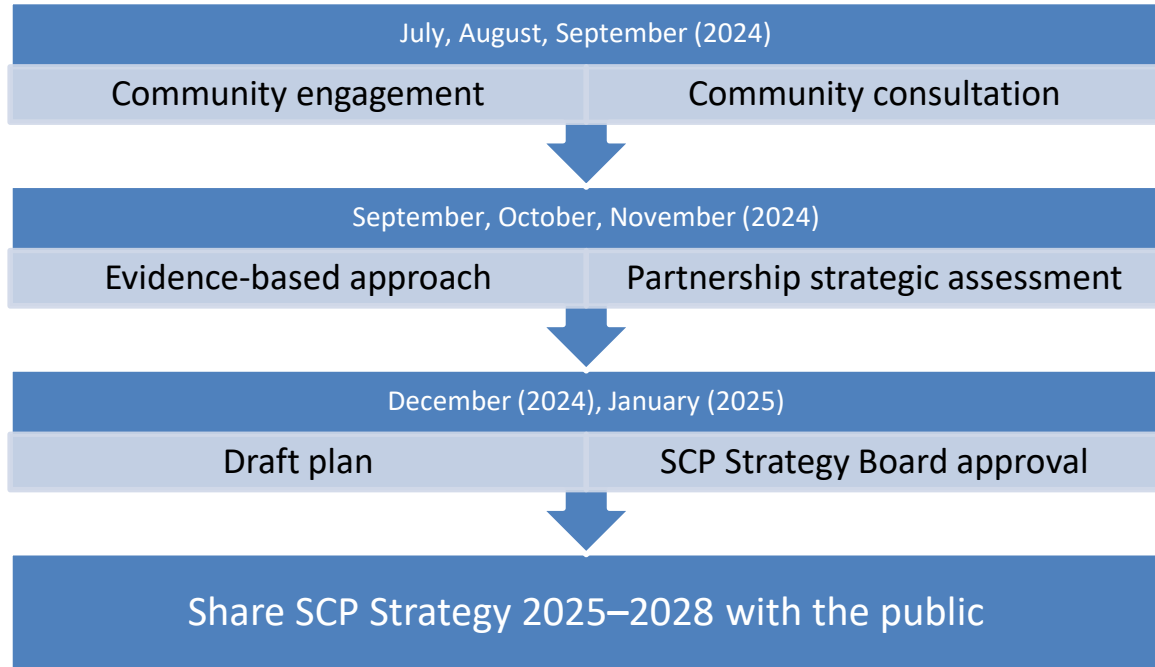 July, August, September (2024)
Community engagement
Community consultation
September, October, November (2024)
Evidence-based approach
Partnership strategic assessment
December (2024), January (2025)
Draft plan
SCP Strategy Board approval
Share SCP Strategy 2025–2028 with the public